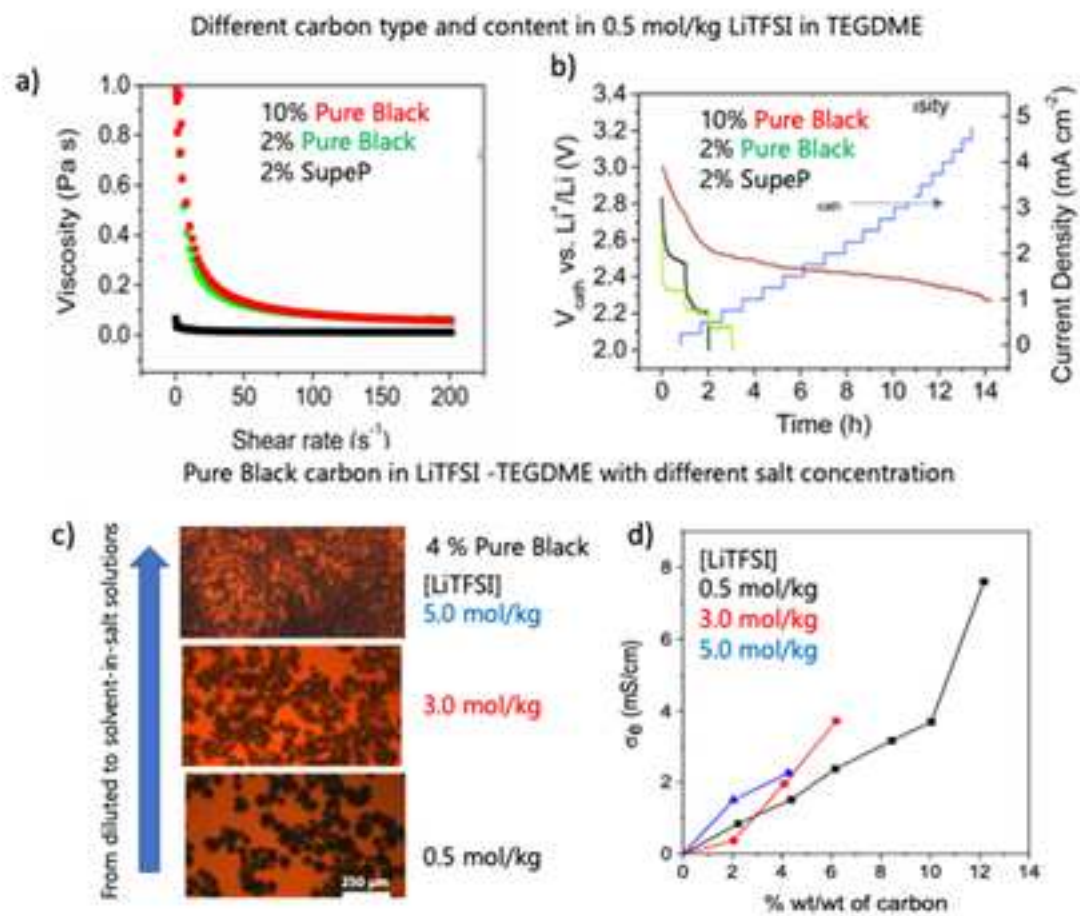 Different carbon type and content in 0.5 mol/kg LiTFSI in TEGDME
a)
1.0
0.8
0.6
0.4
0.2
0.0
Viscosity (Pa s)
10% Pure Black
2% Pure Black
2% SupeP
0 50 100 150 200
Shear rate (s⁻¹)
b)
3.4
3.2
3.0
2.8
2.6
2.4
2.2
2.0
V_cath vs. Li⁺/Li (V)
10% Pure Black
2% Pure Black
2% SupeP
isity
cath
5
4
3
2
1
0
Current Density (mA cm⁻²)
0 2 4 6 8 10 12 14
Time (h)
Pure Black carbon in LiTFSI -TEGDME with different salt concentration
c)
From diluted to solvent-in-salt solutions
4 % Pure Black
[LiTFSI]
5.0 mol/kg
3.0 mol/kg
0.5 mol/kg
250 µm
d)
8
6
4
2
0
σe (mS/cm)
[LiTFSI]
0.5 mol/kg
3.0 mol/kg
5.0 mol/kg
0 2 4 6 8 10 12 14
% wt/wt of carbon